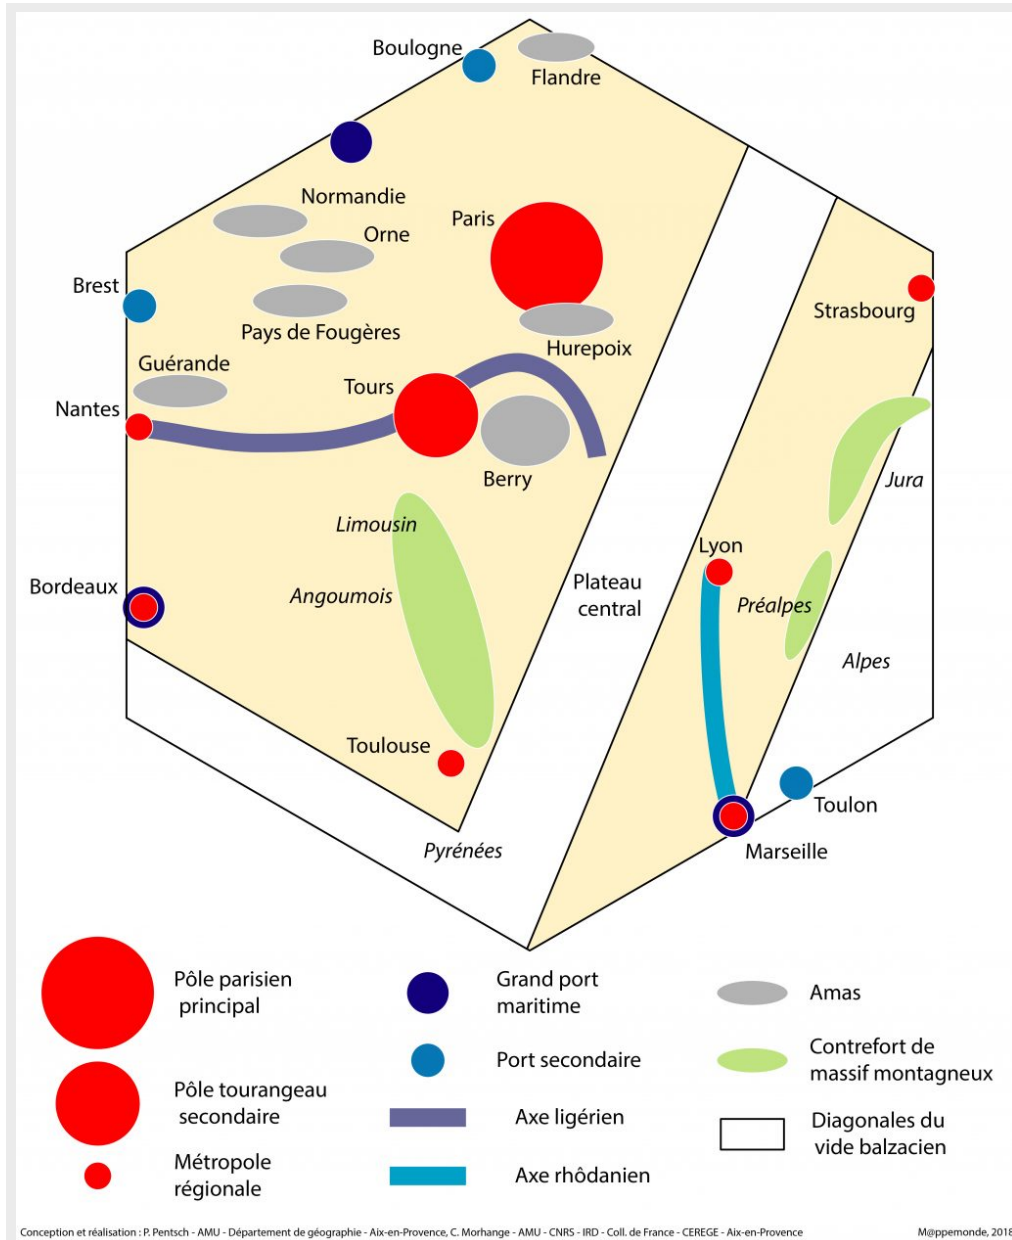 Boulogne
Flandre
Normandie
Orne
Paris
Brest
Strasbourg
Pays de Fougères
Hurepoix
Guérande
Tours
Nantes
Berry
Jura
Limousin
Lyon
Bordeaux
Angoumois
Plateau
central
Préalpes
Alpes
Toulouse
Toulon
Pyrénées
Marseille
Pôle parisien
principal
Grand port
maritime
Amas
Port secondaire
Contrefort de
massif montagneux
Pôle tourangeau
secondaire
Axe ligérien
Diagonales du
vide balzacien
Métropole
régionale
Axe rhôdanien
Conception et réalisation : P. Pentsch - AMU - Département de géographie - Aix-en-Provence, C. Morhange - AMU - CNRS - IRD - Coll. de France - CEREGE - Aix-en-Provence
M@ppemonde, 2018